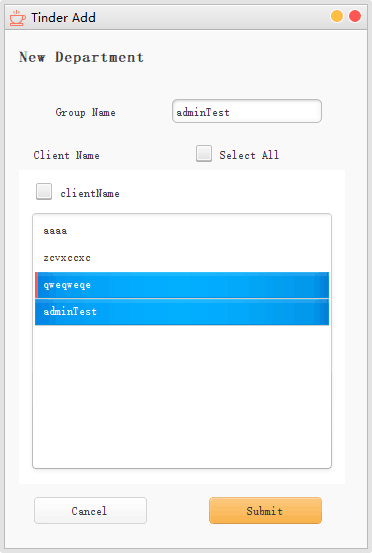 Tinder Add
New Department
Group Name adminTest
Client Name Select All
clientName
aaaa
zcvxccxc
qweqweqe
adminTest
Cancel Submit